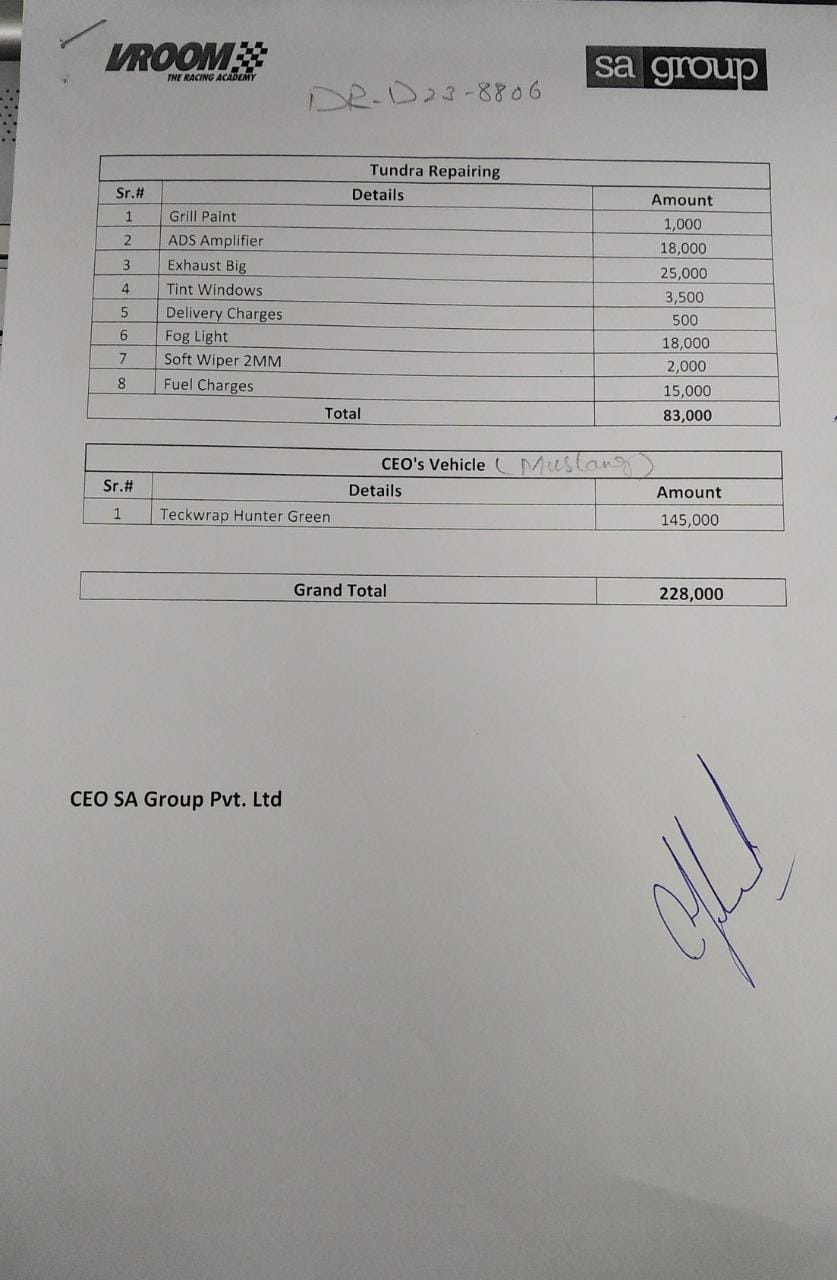 VROOM
THE RACING ACADEMY
sa group
DR-D23-8806
Tundra Repairing
Sr.# Details Amount
1 Grill Paint 1,000
2 ADS Amplifier 18,000
3 Exhaust Big 25,000
4 Tint Windows 3,500
5 Delivery Charges 500
6 Fog Light 18,000
7 Soft Wiper 2MM 2,000
8 Fuel Charges 15,000
Total 83,000
CEO's Vehicle (Mustang)
Sr.# Details Amount
1 Teckwrap Hunter Green 145,000
Grand Total 228,000
CEO SA Group Pvt. Ltd